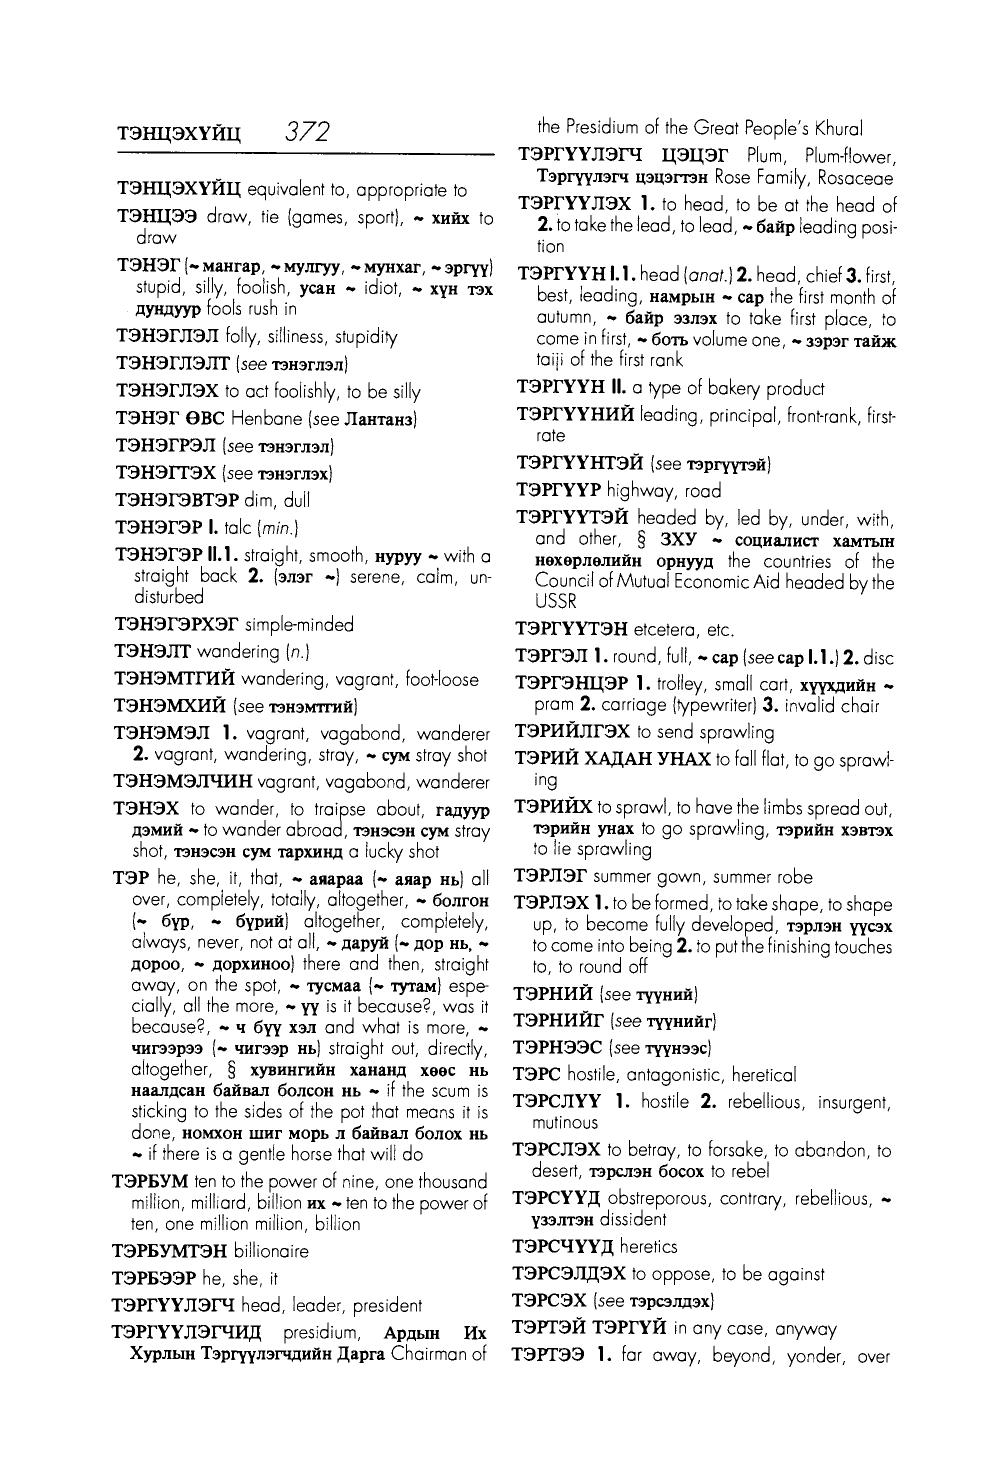 ТЭНЦЭХҮЙЦ 372
ТЭНЦЭХҮЙЦ equivalent to, appropriate to
ТЭНЦЭЭ draw, tie (games, sport), ~ хийх to
draw
ТЭНЭГ (~ мангар, ~ мулгуу, ~ мунхаг, ~ эргүү)
stupid, silly, foolish, усан ~ idiot, ~ хүн тэх
дундуур fools rush in
ТЭНЭГЛЭЛ folly, silliness, stupidity
ТЭНЭГЛЭЛТ (see тэнэглэл)
ТЭНЭГЛЭХ to act foolishly, to be silly
ТЭНЭГ ӨВС Henbane (see Лантанз)
ТЭНЭГРЭЛ (see тэнэглэл)
ТЭНЭГТЭХ (see тэнэглэх)
ТЭНЭГЭВТЭР dim, dull
ТЭНЭГЭР I. talc (min.)
ТЭНЭГЭР II.1. straight, smooth, нуруу ~ with a
straight back 2. (элэг ~) serene, calm, un-
disturbed
ТЭНЭГЭРХЭГ simple-minded
ТЭНЭЛТ wandering (n.)
ТЭНЭМТГИЙ wandering, vagrant, foot-loose
ТЭНЭМХИЙ (see тэнэмтгий)
ТЭНЭМЭЛ 1. vagrant, vagabond, wanderer
2. vagrant, wandering, stray, ~ сум stray shot
ТЭНЭМЭЛЧИН vagrant, vagabond, wanderer
ТЭНЭХ to wander, to traipse about, гадуур
дэмий ~ to wander abroad, тэнэсэн сум stray
shot, тэнэсэн сум тархинд a lucky shot
ТЭР he, she, it, that, ~ аяараа (~ аяар нь) all
over, completely, totally, altogether, ~ болгон
(~ бүр, ~ бүрий) altogether, completely,
always, never, not at all, ~ даруй (~ дор нь, ~
дороо, ~ дорхиноо) there and then, straight
away, on the spot, ~ тусмаа (~ тутам) espe-
cially, all the more, ~ үү is it because?, was it
because?, ~ ч бүү хэл and what is more, ~
чигээрээ (~ чигээр нь) straight out, directly,
altogether, § хувингийн хананд хөөс нь
наалдсан байвал болсон нь ~ if the scum is
sticking to the sides of the pot that means it is
done, номхон шиг морь л байвал болох нь
~ if there is a gentle horse that will do
ТЭРБУМ ten to the power of nine, one thousand
million, milliard, billion их ~ ten to the power of
ten, one million million, billion
ТЭРБУМТЭН billionaire
ТЭРБЭЭР he, she, it
ТЭРГҮҮЛЭГЧ head, leader, president
ТЭРГҮҮЛЭГЧИД presidium, Ардын Их
Хурлын Тэргүүлэгчдийн Дарга Chairman of
the Presidium of the Great People's Khural
ТЭРГҮҮЛЭГЧ ЦЭЦЭГ Plum, Plum-flower,
Тэргүүлэгч цэцэгтэн Rose Family, Rosaceae
ТЭРГҮҮЛЭХ 1. to head, to be at the head of
2. to take the lead, to lead, ~ байр leading posi-
tion
ТЭРГҮҮН I.1. head (anat.) 2. head, chief 3. first,
best, leading, намрын ~ сар the first month of
autumn, ~ байр эзлэх to take first place, to
come in first, ~ боть volume one, ~ зэрэг тайж
taiji of the first rank
ТЭРГҮҮН II. a type of bakery product
ТЭРГҮҮНИЙ leading, principal, front-rank, first-
rate
ТЭРГҮҮНТЭЙ (see тэргүүтэй)
ТЭРГҮҮР highway, road
ТЭРГҮҮТЭЙ headed by, led by, under, with,
and other, § ЗХУ ~ социалист хамтын
нөхөрлөлийн орнууд the countries of the
Council of Mutual Economic Aid headed by the
USSR
ТЭРГҮҮТЭН etcetera, etc.
ТЭРГЭЛ 1. round, full, ~ сар (see сар I.1.) 2. disc
ТЭРГЭНЦЭР 1. trolley, small cart, хүүхдийн ~
pram 2. carriage (typewriter) 3. invalid chair
ТЭРИЙЛГЭХ to send sprawling
ТЭРИЙ ХАДАН УНАХ to fall flat, to go sprawl-
ing
ТЭРИЙХ to sprawl, to have the limbs spread out,
тэрийн унах to go sprawling, тэрийн хэвтэх
to lie sprawling
ТЭРЛЭГ summer gown, summer robe
ТЭРЛЭХ 1. to be formed, to take shape, to shape
up, to become fully developed, тэрлэн үүсэх
to come into being 2. to put the finishing touches
to, to round off
ТЭРНИЙ (see түүний)
ТЭРНИЙГ (see түүнийг)
ТЭРНЭЭС (see түүнээс)
ТЭРС hostile, antagonistic, heretical
ТЭРСЛҮҮ 1. hostile 2. rebellious, insurgent,
mutinous
ТЭРСЛЭХ to betray, to forsake, to abandon, to
desert, тэрслэн босох to rebel
ТЭРСҮҮД obstreporous, contrary, rebellious, ~
үзэлтэн dissident
ТЭРСЧҮҮД heretics
ТЭРСЭЛДЭХ to oppose, to be against
ТЭРСЭХ (see тэрсэлдэх)
ТЭРТЭЙ ТЭРГҮЙ in any case, anyway
ТЭРТЭЭ 1. far away, beyond, yonder, over